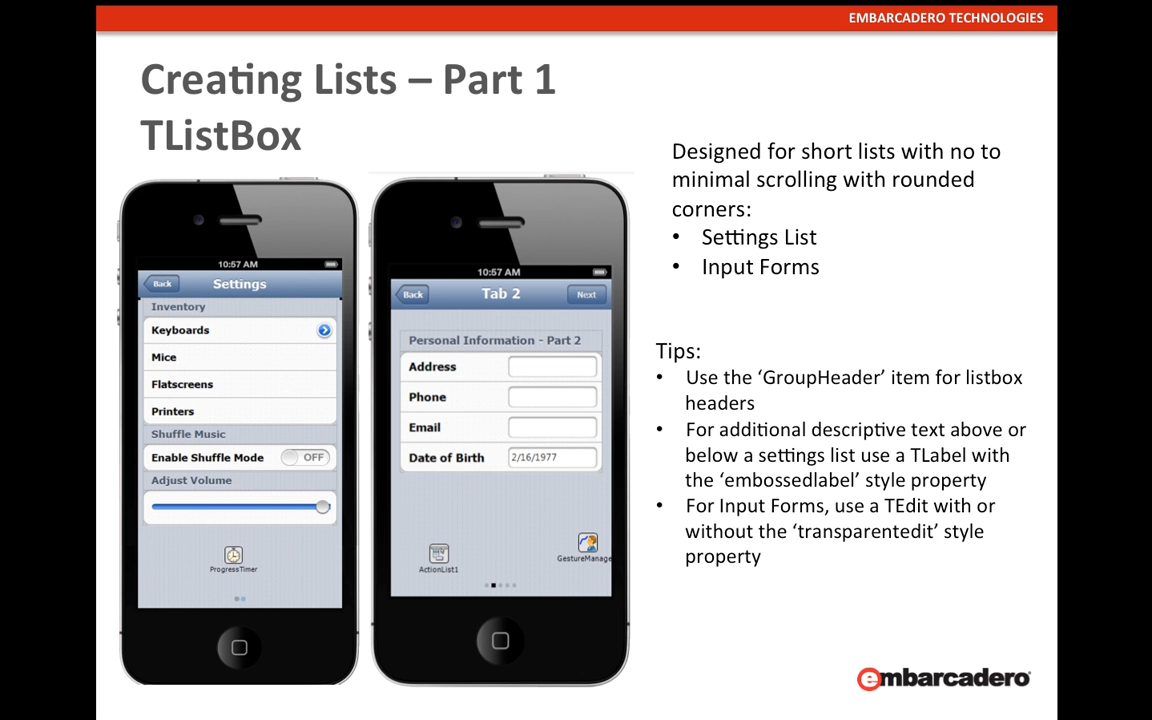 EMBARCADERO TECHNOLOGIES
Creating Lists – Part 1
TListBox
10:57 AM
Back
Settings
Inventory
Keyboards
Mice
Flatscreens
Printers
Shuffle Music
Enable Shuffle Mode
OFF
Adjust Volume
ProgressTimer
10:57 AM
Back
Tab 2
Next
Personal Information - Part 2
Address
Phone
Email
Date of Birth
2/16/1977
ActionList1
GestureManage
Designed for short lists with no to
minimal scrolling with rounded
corners:
• Settings List
• Input Forms
Tips:
• Use the ‘GroupHeader’ item for listbox
headers
• For additional descriptive text above or
below a settings list use a TLabel with
the ‘embossedlabel’ style property
• For Input Forms, use a TEdit with or
without the ‘transparentedit’ style
property
embarcadero